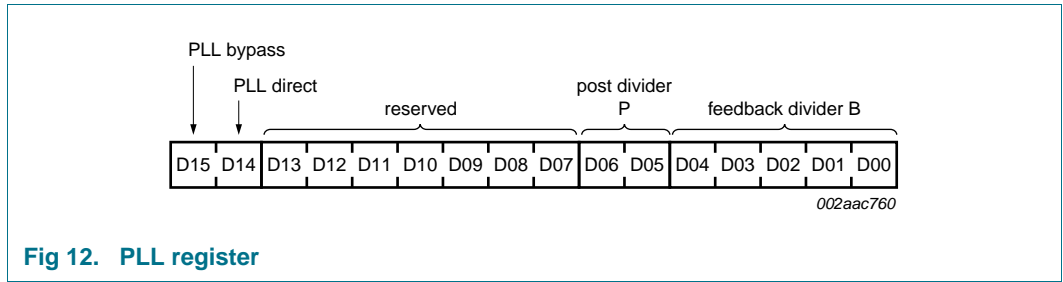 PLL bypass
PLL direct
reserved
post divider
P
feedback divider B
D15 D14 D13 D12 D11 D10 D09 D08 D07 D06 D05 D04 D03 D02 D01 D00
002aac760
Fig 12. PLL register